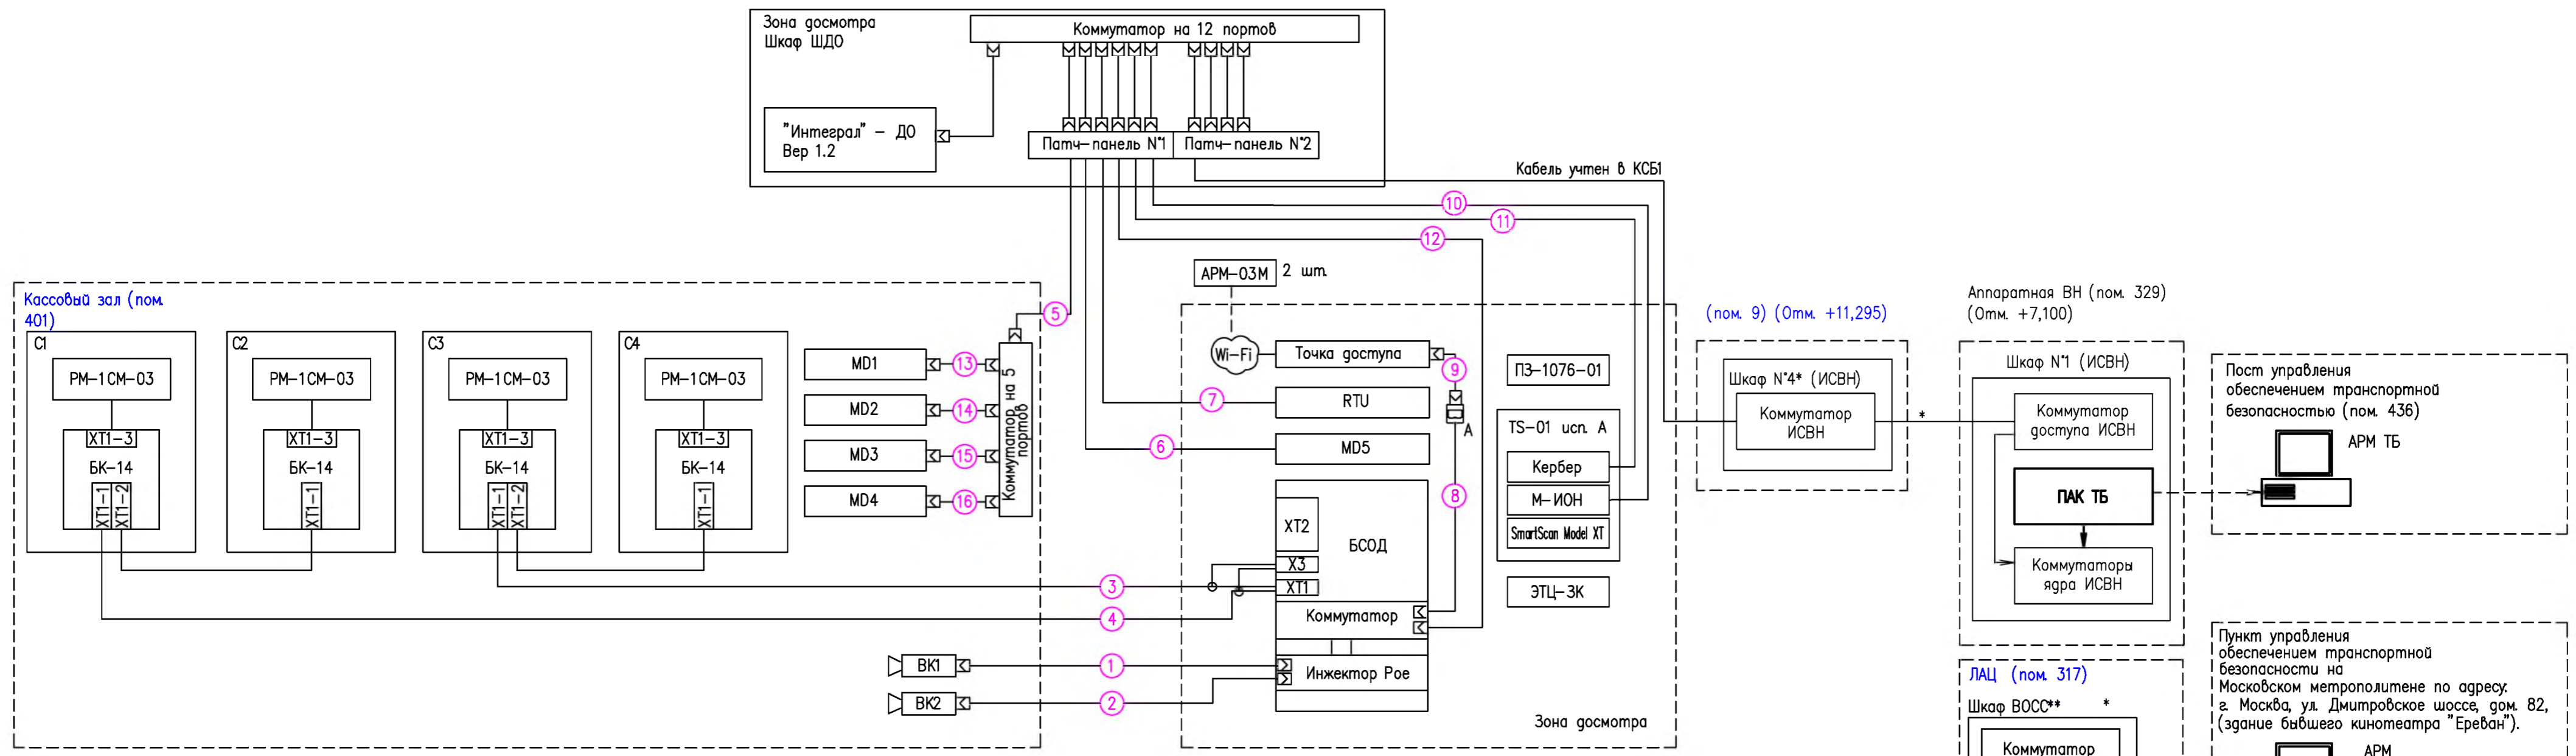 Зона досмотра
Шкаф ШДО
Коммутатор на 12 портов
"Интеграл" – ДО
Вер 1.2
Патч-панель N°1
Патч-панель N°2
Кабель учтен в КСБ1
10
11
12
Кассовый зал (пом.
401)
С1
РМ-1СМ-03
ХТ1-3
БК-14
ХТ1-1
ХТ1-2
С2
РМ-1СМ-03
ХТ1-3
БК-14
ХТ1-1
С3
РМ-1СМ-03
ХТ1-3
БК-14
ХТ1-1
ХТ1-2
С4
РМ-1СМ-03
ХТ1-3
БК-14
ХТ1-1
MD1
13
MD2
14
MD3
15
MD4
16
Коммутатор на 5
портов
5
3
4
ВК1
1
ВК2
2
АРМ-03М
2 шт.
Wi-Fi
Точка доступа
9
7
RTU
А
6
MD5
8
ХТ2
БСОД
Х3
ХТ1
Коммутатор
Инжектор Poe
ПЗ-1076-01
TS-01 исп. А
Кербер
М-ИОН
SmartScan Model XT
ЭТЦ-ЗК
Зона досмотра
(пом. 9) (Отм. +11,295)
Шкаф N°4* (ИСВН)
Коммутатор
ИСВН
*
Аппаратная ВН (пом. 329)
(Отм. +7,100)
Шкаф N°1 (ИСВН)
Коммутатор
доступа ИСВН
ПАК ТБ
Коммутаторы
ядра ИСВН
Пост управления
обеспечением транспортной
безопасностью (пом. 436)
АРМ ТБ
ЛАЦ (пом. 317)
Шкаф ВОСС** *
Коммутатор
Пункт управления
обеспечением транспортной
безопасности на
Московском метрополитене по адресу:
г. Москва, ул. Дмитровское шоссе, дом. 82,
(здание бывшего кинотеатра "Ереван").
АРМ